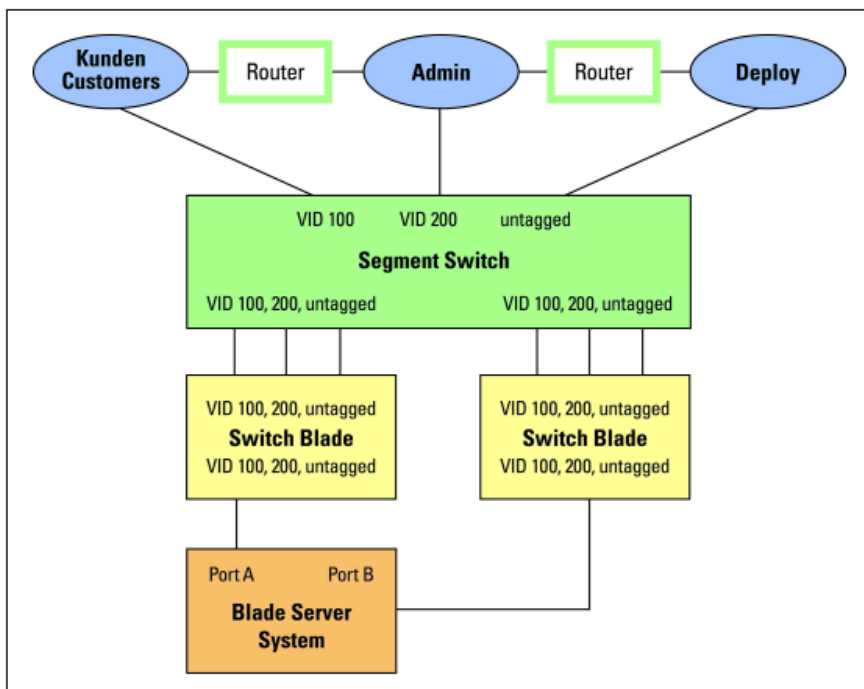 Kunden
Customers
Router
Admin
Router
Deploy
VID 100
VID 200
untagged
Segment Switch
VID 100, 200, untagged
VID 100, 200, untagged
VID 100, 200, untagged
Switch Blade
VID 100, 200, untagged
VID 100, 200, untagged
Switch Blade
VID 100, 200, untagged
Port A
Port B
Blade Server
System